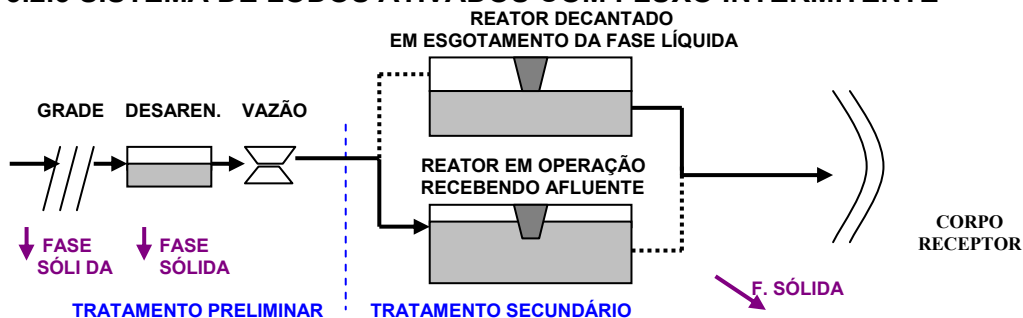 REATOR DECANTADO
EM ESGOTAMENTO DA FASE LÍQUIDA
GRADE DESAREN. VAZÃO
REATOR EM OPERAÇÃO
RECEBENDO AFLUENTE
CORPO
RECEPTOR
FASE
SÓLI DA
FASE
SÓLIDA
F. SÓLIDA
TRATAMENTO PRELIMINAR
TRATAMENTO SECUNDÁRIO